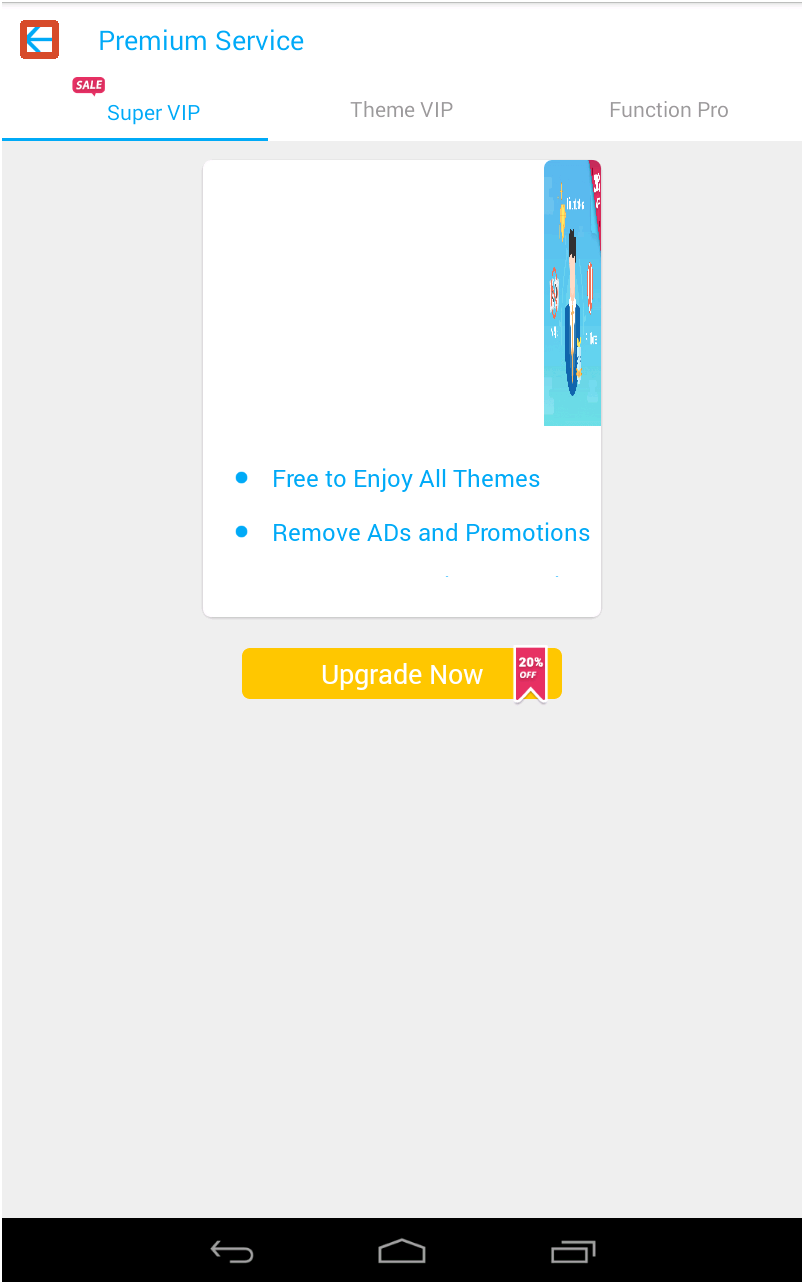 Premium Service
SALE
Super VIP
Theme VIP
Function Pro
Free to Enjoy All Themes
Remove ADs and Promotions
Upgrade Now
20%
OFF